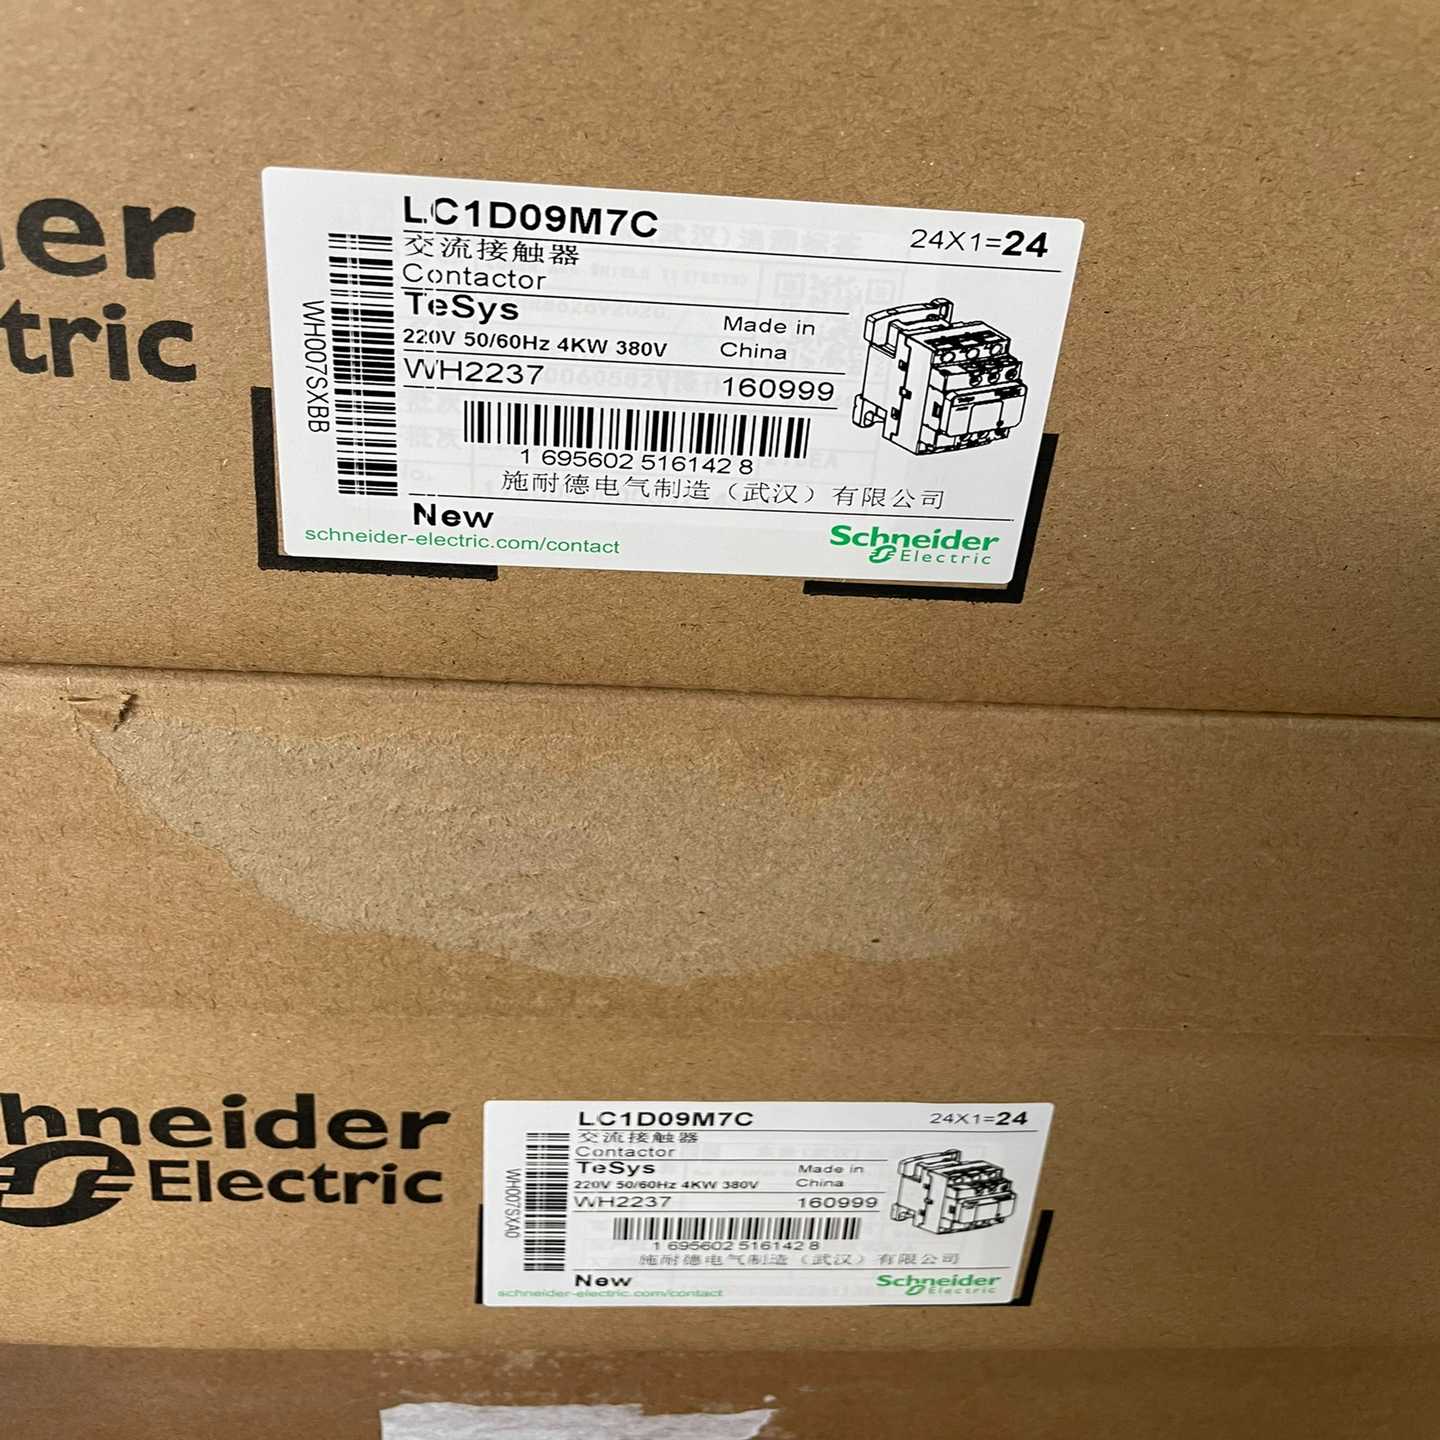 er
tric
LC1D09M7C
24X1=24
交流接触器
Contactor
TeSys
220V 50/60Hz 4KW 380V
Made in
China
WH2237
160999
WH007SXBB
1 695602 516142 8
施耐德电气制造（武汉）有限公司
New
schneider-electric.com/contact
Schneider
Electric
hneider
Electric
LC1D09M7C
24X1=24
交流接触器
Contactor
TeSys
220V 50/60Hz 4KW 380V
Made in
China
WH2237
160999
WH007SXA0
1 695602 516142 8
施耐德电气制造（武汉）有限公司
New
schneider-electric.com/contact
Schneider
Electric